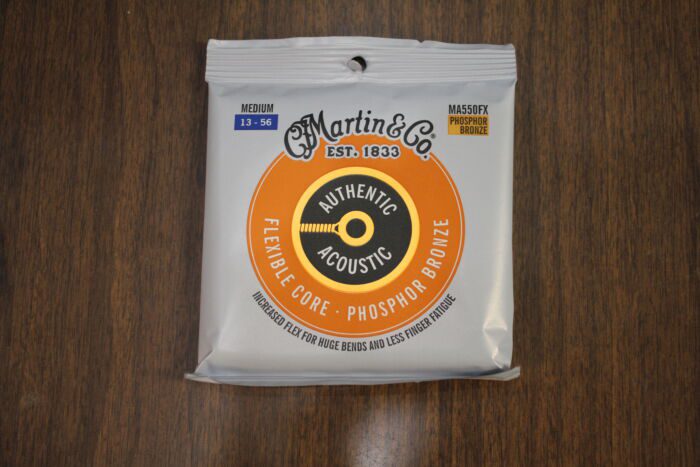 MEDIUM
13 - 56
MA550FX
PHOSPHOR
BRONZE
CFMartin & Co.
EST. 1833
AUTHENTIC
ACOUSTIC
FLEXIBLE CORE · PHOSPHOR BRONZE
INCREASED FLEX FOR HUGE BENDS AND LESS FINGER FATIGUE